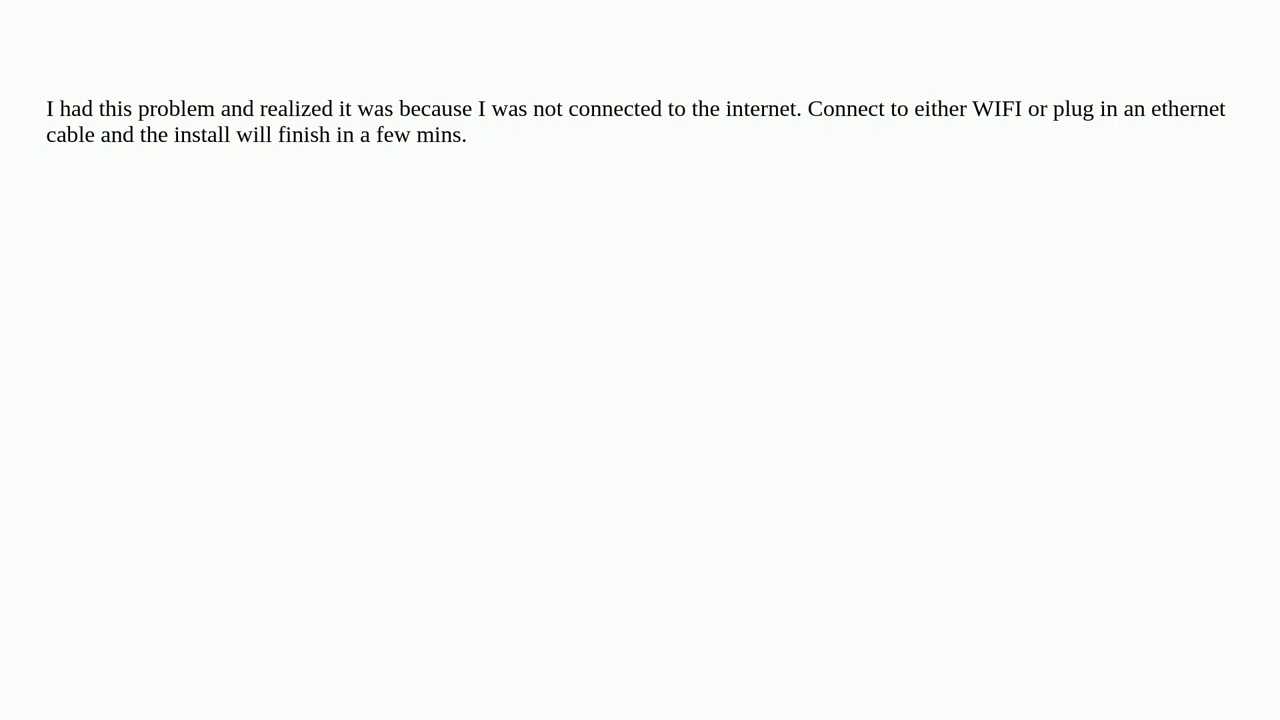 I had this problem and realized it was because I was not connected to the internet. Connect to either WIFI or plug in an ethernet
cable and the install will finish in a few mins.